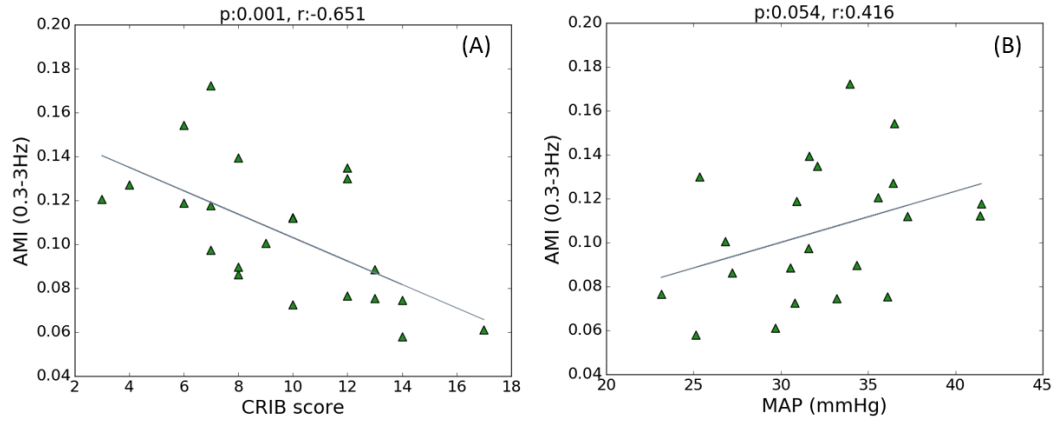 p:0.001, r:-0.651
(A)
AMI (0.3-3Hz)
0.20
0.18
0.16
0.14
0.12
0.10
0.08
0.06
0.04
2 4 6 8 10 12 14 16 18
CRIB score
p:0.054, r:0.416
(B)
AMI (0.3-3Hz)
0.20
0.18
0.16
0.14
0.12
0.10
0.08
0.06
0.04
20 25 30 35 40 45
MAP (mmHg)